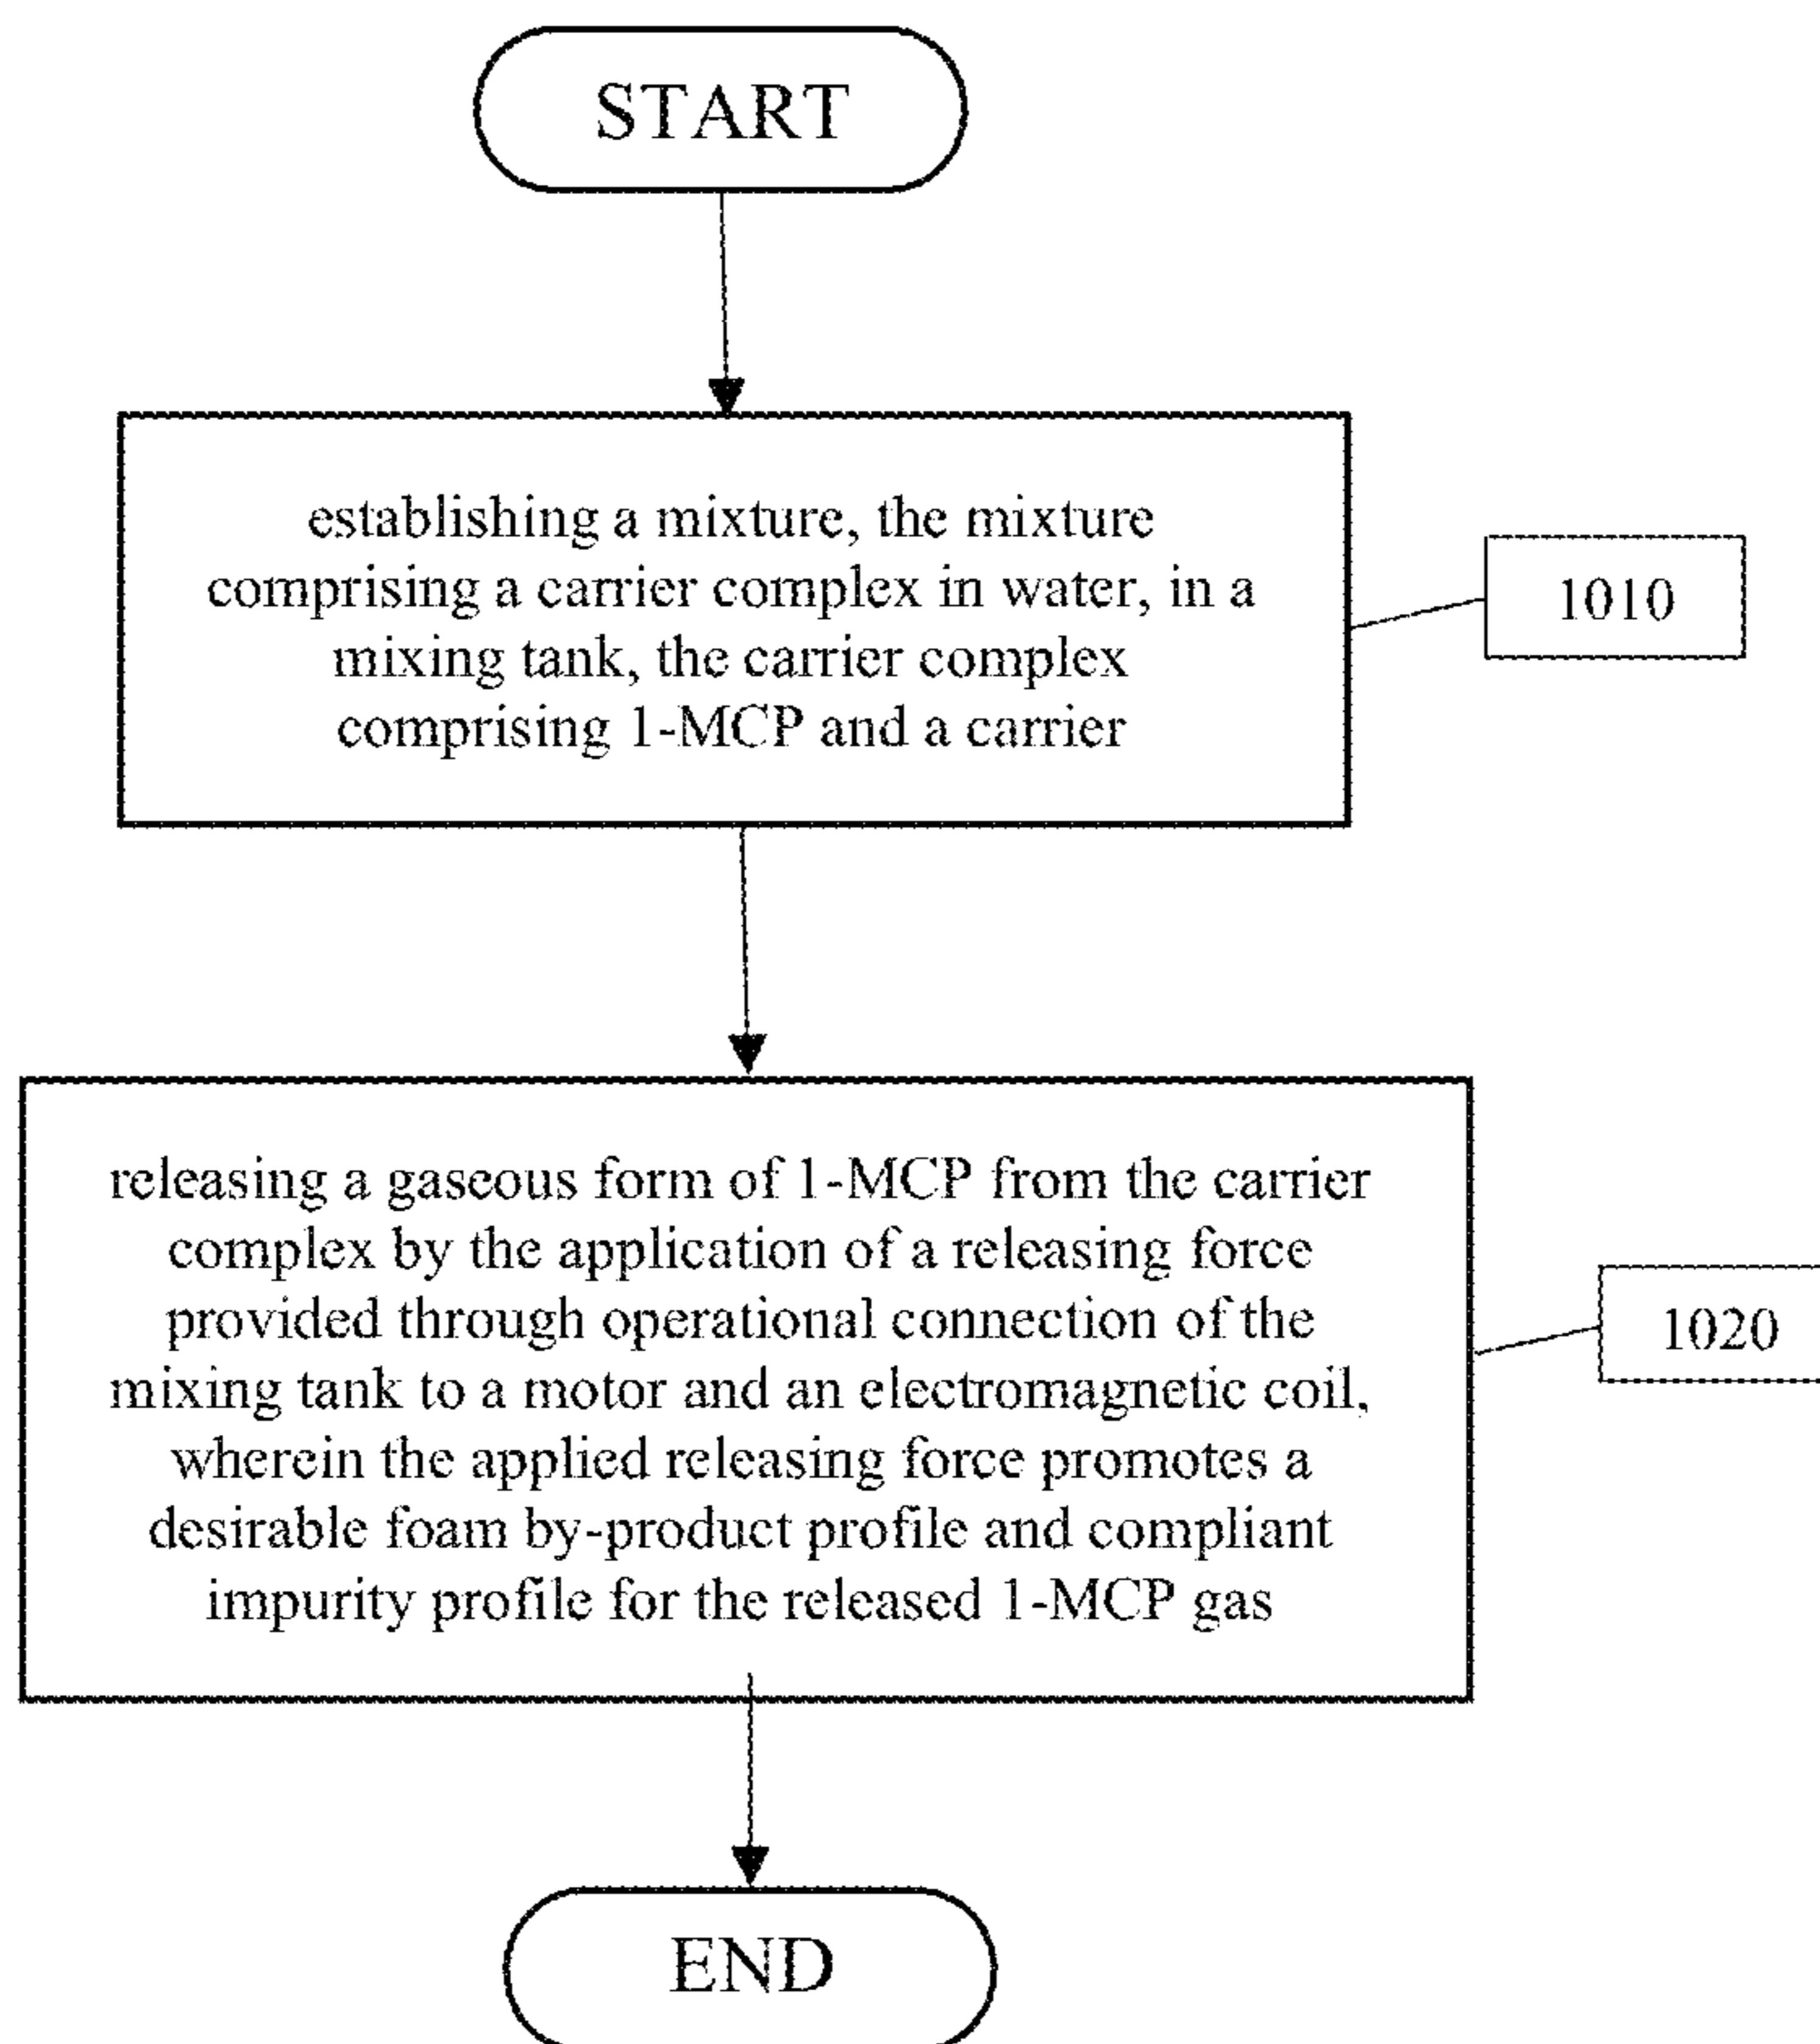 START
establishing a mixture, the mixture
comprising a carrier complex in water, in a
mixing tank, the carrier complex
comprising 1-MCP and a carrier
1010
releasing a gaseous form of 1-MCP from the carrier
complex by the application of a releasing force
provided through operational connection of the
mixing tank to a motor and an electromagnetic coil,
wherein the applied releasing force promotes a
desirable foam by-product profile and compliant
impurity profile for the released 1-MCP gas
1020
END